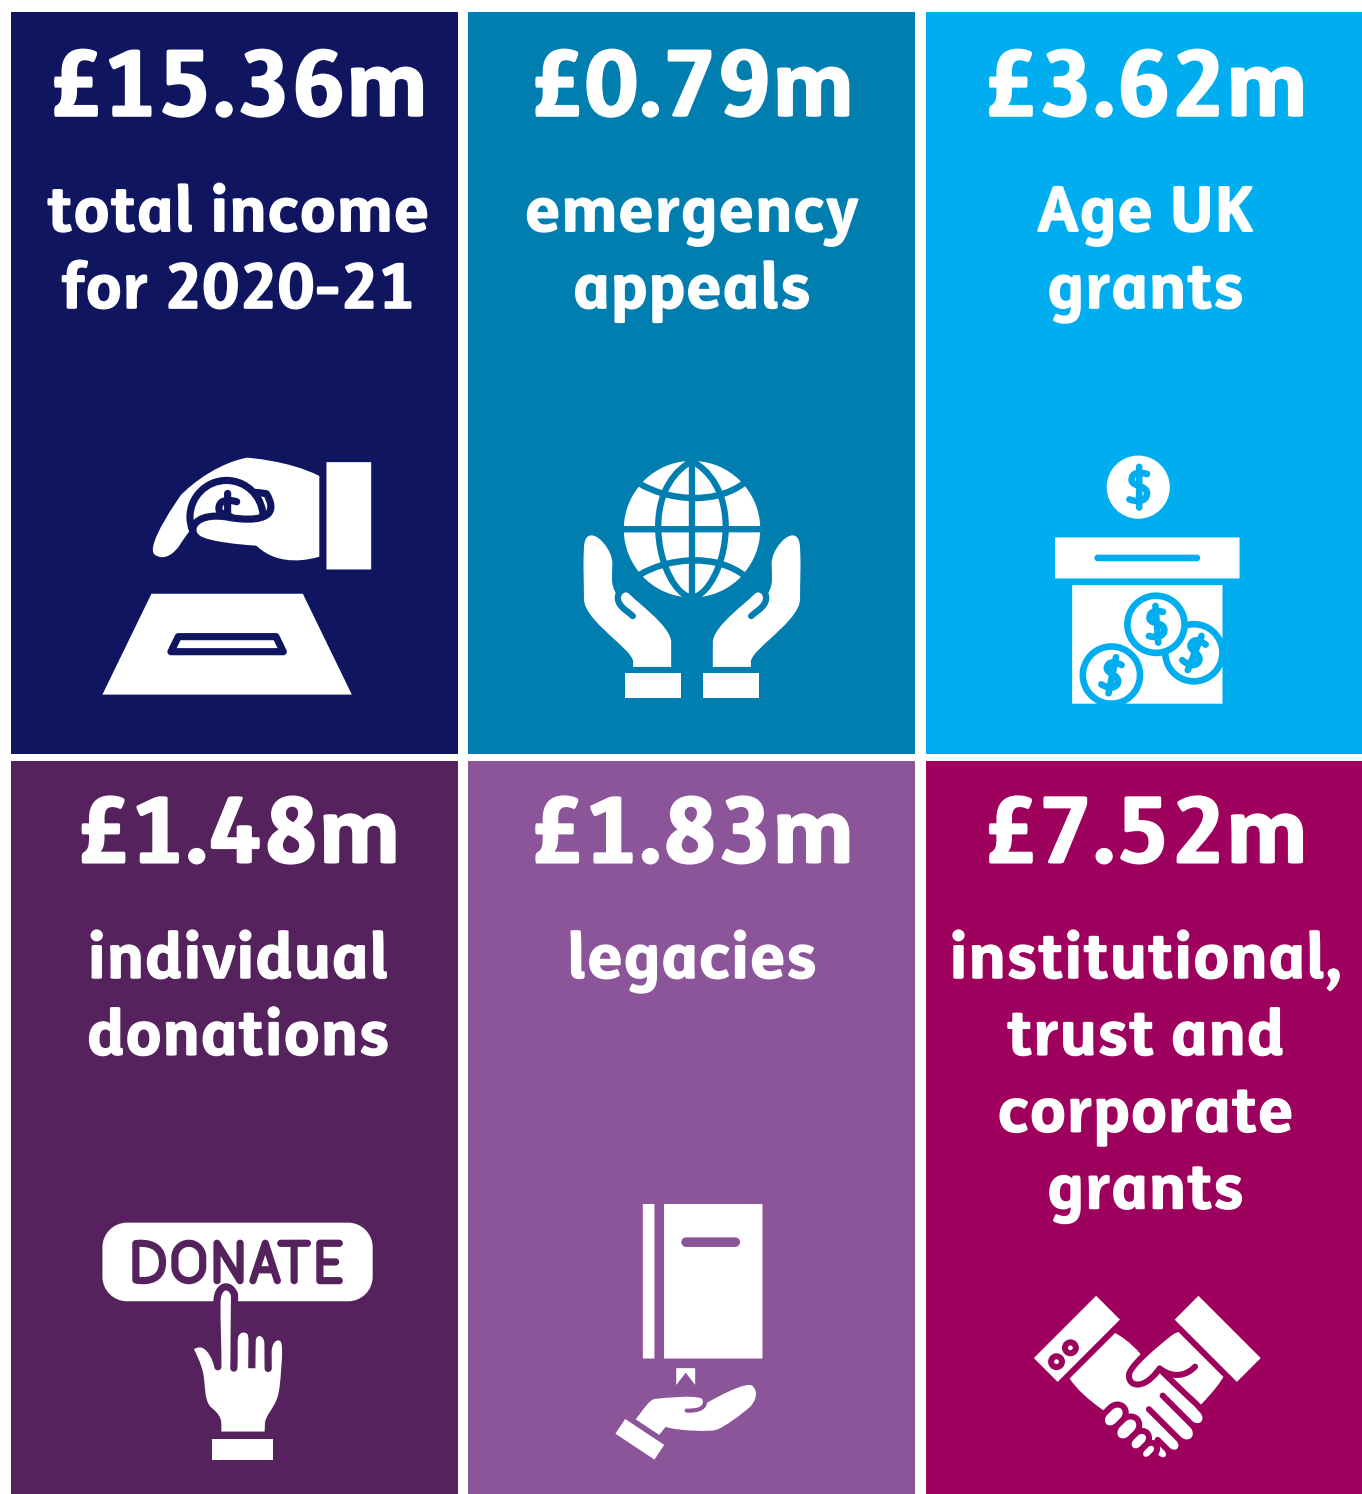 £15.36m
total income
for 2020-21
£0.79m
emergency
appeals
£3.62m
Age UK
grants
$
$
$
$
£1.48m
individual
donations
DONATE
£1.83m
legacies
£7.52m
institutional,
trust and
corporate
grants